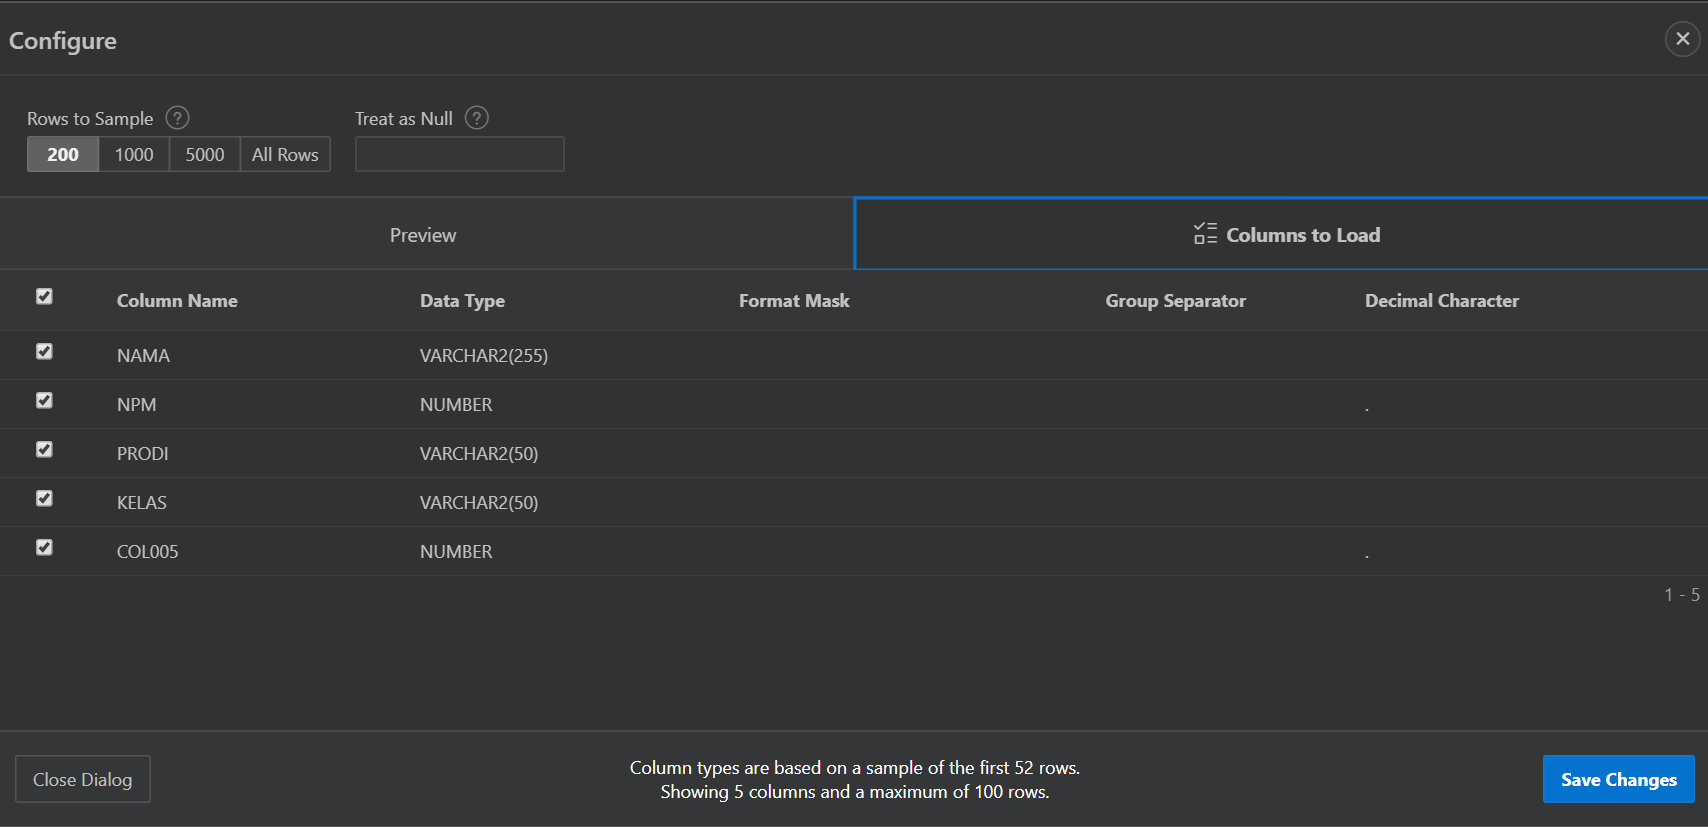 Configure
Rows to Sample ? Treat as Null ?
200 1000 5000 All Rows
Preview Columns to Load
Column Name Data Type Format Mask Group Separator Decimal Character
NAMA VARCHAR2(255)
NPM NUMBER .
PRODI VARCHAR2(50)
KELAS VARCHAR2(50)
COL005 NUMBER .
1 - 5
Close Dialog
Column types are based on a sample of the first 52 rows.
Showing 5 columns and a maximum of 100 rows.
Save Changes